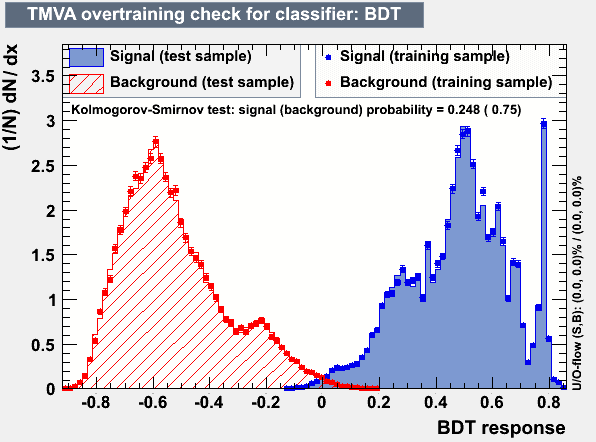 TMVA overtraining check for classifier: BDT
Signal (test sample)
Background (test sample)
Signal (training sample)
Background (training sample)
Kolmogorov-Smirnov test: signal (background) probability = 0.248 ( 0.75)
(1/N) dN / dx
3.5
3
2.5
2
1.5
1
0.5
0
-0.8 -0.6 -0.4 -0.2 0 0.2 0.4 0.6 0.8
BDT response
U/O-flow (S,B): (0.0, 0.0)% / (0.0, 0.0)%